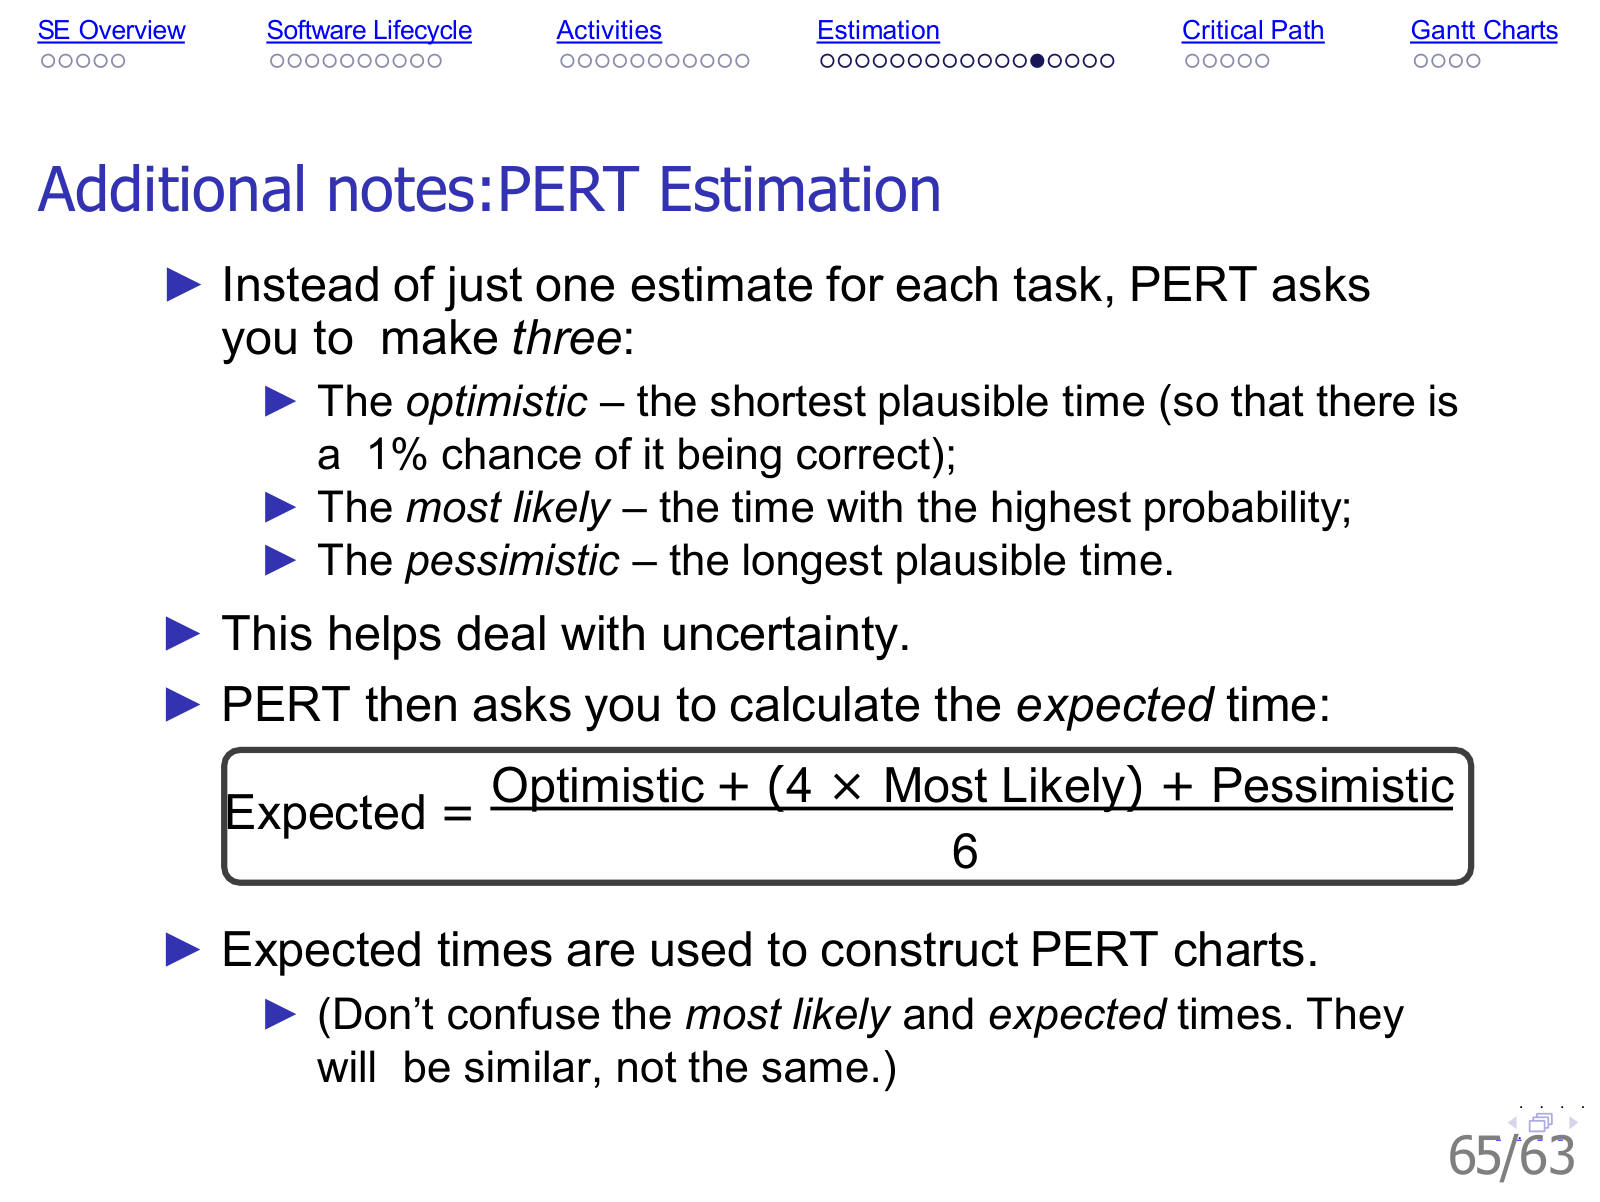 SE Overview Software Lifecycle Activities Estimation Critical Path Gantt Charts
Additional notes:PERT Estimation
Instead of just one estimate for each task, PERT asks
you to make three:
The optimistic – the shortest plausible time (so that there is
a 1% chance of it being correct);
The most likely – the time with the highest probability;
The pessimistic – the longest plausible time.
This helps deal with uncertainty.
PERT then asks you to calculate the expected time:
Optimistic + (4 × Most Likely) + Pessimistic
Expected =
6
Expected times are used to construct PERT charts.
(Don’t confuse the most likely and expected times. They
will be similar, not the same.)
65/63